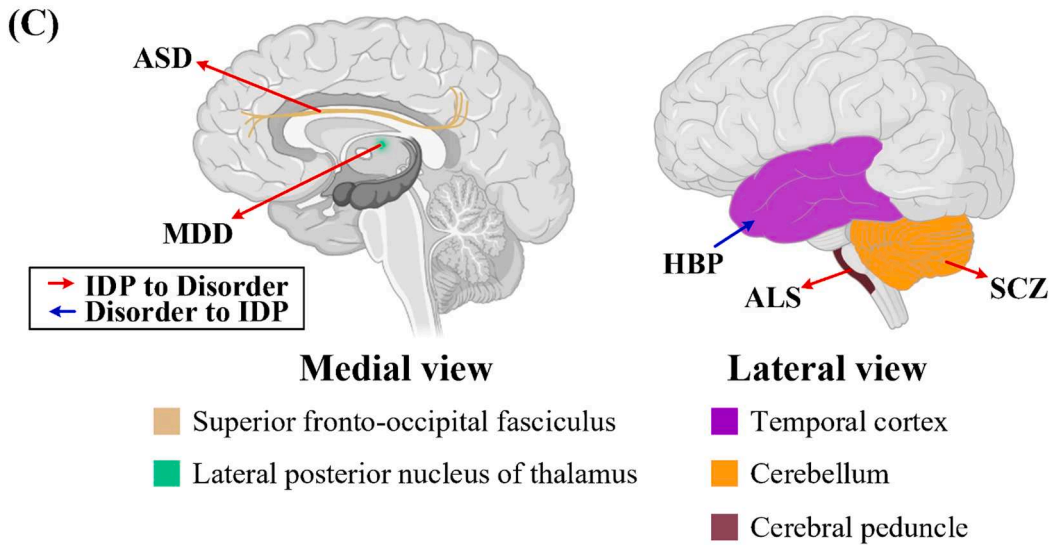 (C)
ASD
MDD
IDP to Disorder
Disorder to IDP
HBP
ALS
SCZ
Medial view
Superior fronto-occipital fasciculus
Lateral posterior nucleus of thalamus
Lateral view
Temporal cortex
Cerebellum
Cerebral peduncle